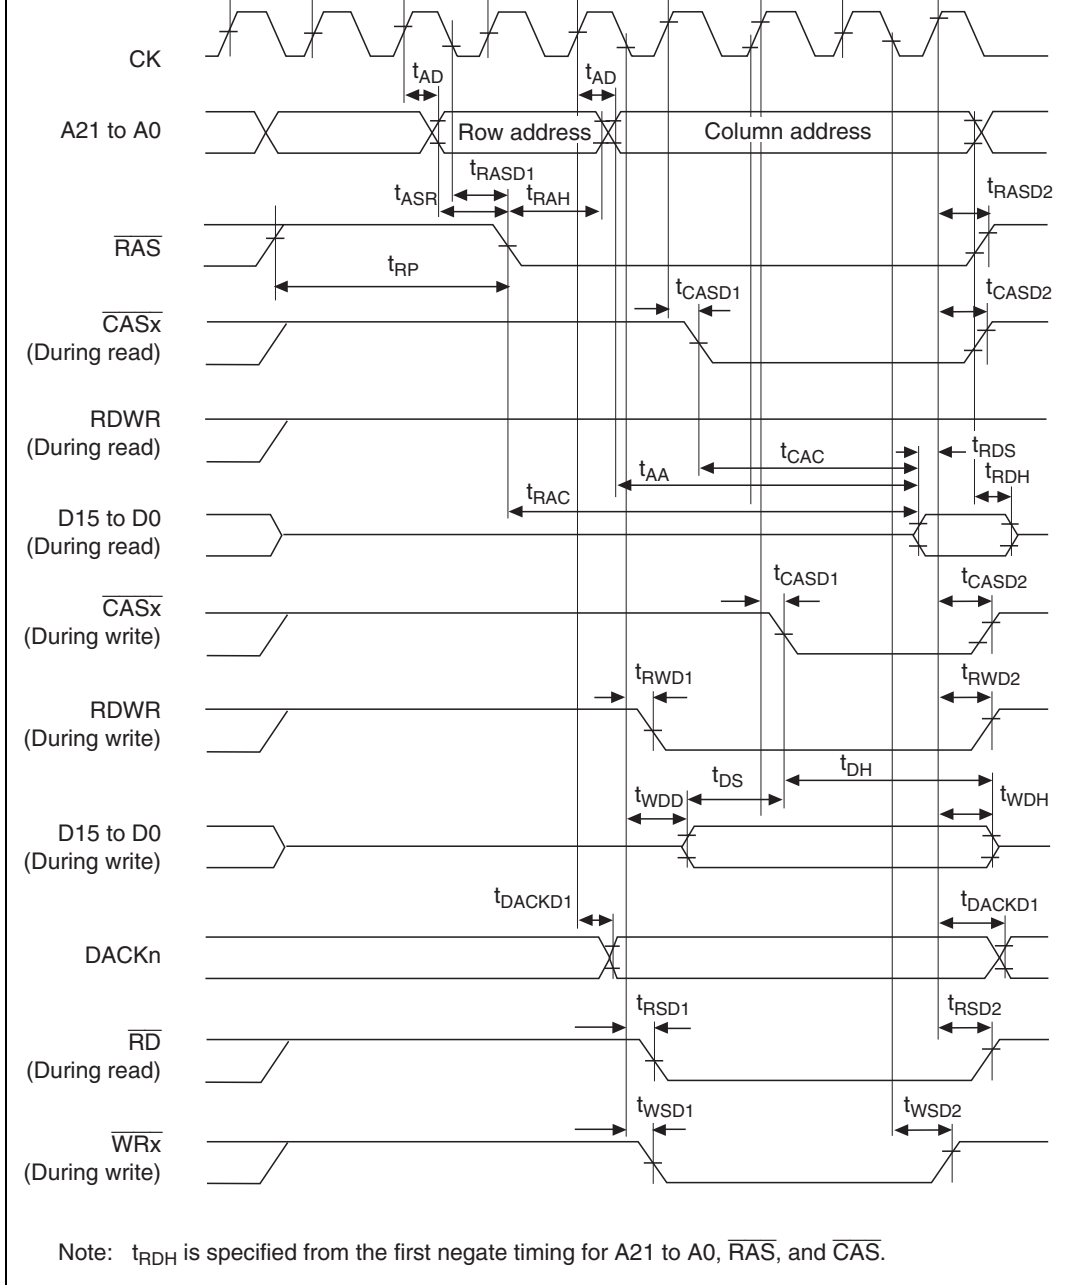 CK
tAD tAD
A21 to A0 Row address Column address
tRASD1
tASR tRAH tRASD2
RAS
tRP
tCASD1 tCASD2
CASx
(During read)
RDWR
(During read)
tRDS
tCAC
tAA tRDH
tRAC
D15 to D0
(During read)
tCASD1 tCASD2
CASx
(During write)
tRWD1 tRWD2
RDWR
(During write)
tDH
tDS
tWDD tWDH
D15 to D0
(During write)
tDACKD1 tDACKD1
DACKn
tRSD1 tRSD2
RD
(During read)
tWSD1 tWSD2
WRx
(During write)
Note: tRDH is specified from the first negate timing for A21 to A0, RAS, and CAS.